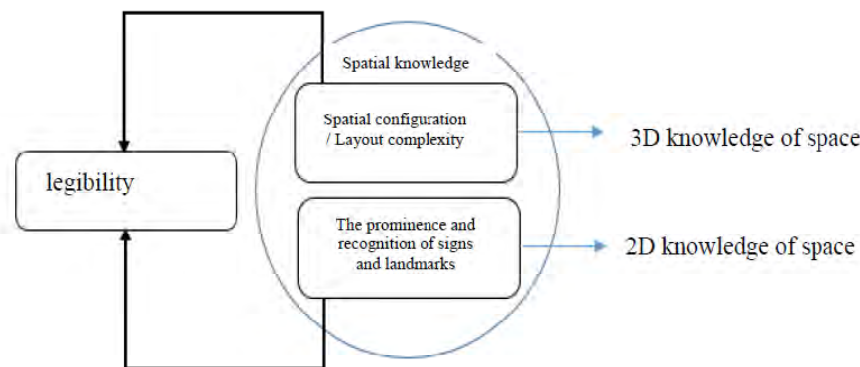 Spatial knowledge
Spatial configuration
/ Layout complexity
3D knowledge of space
legibility
The prominence and
recognition of signs
and landmarks
2D knowledge of space